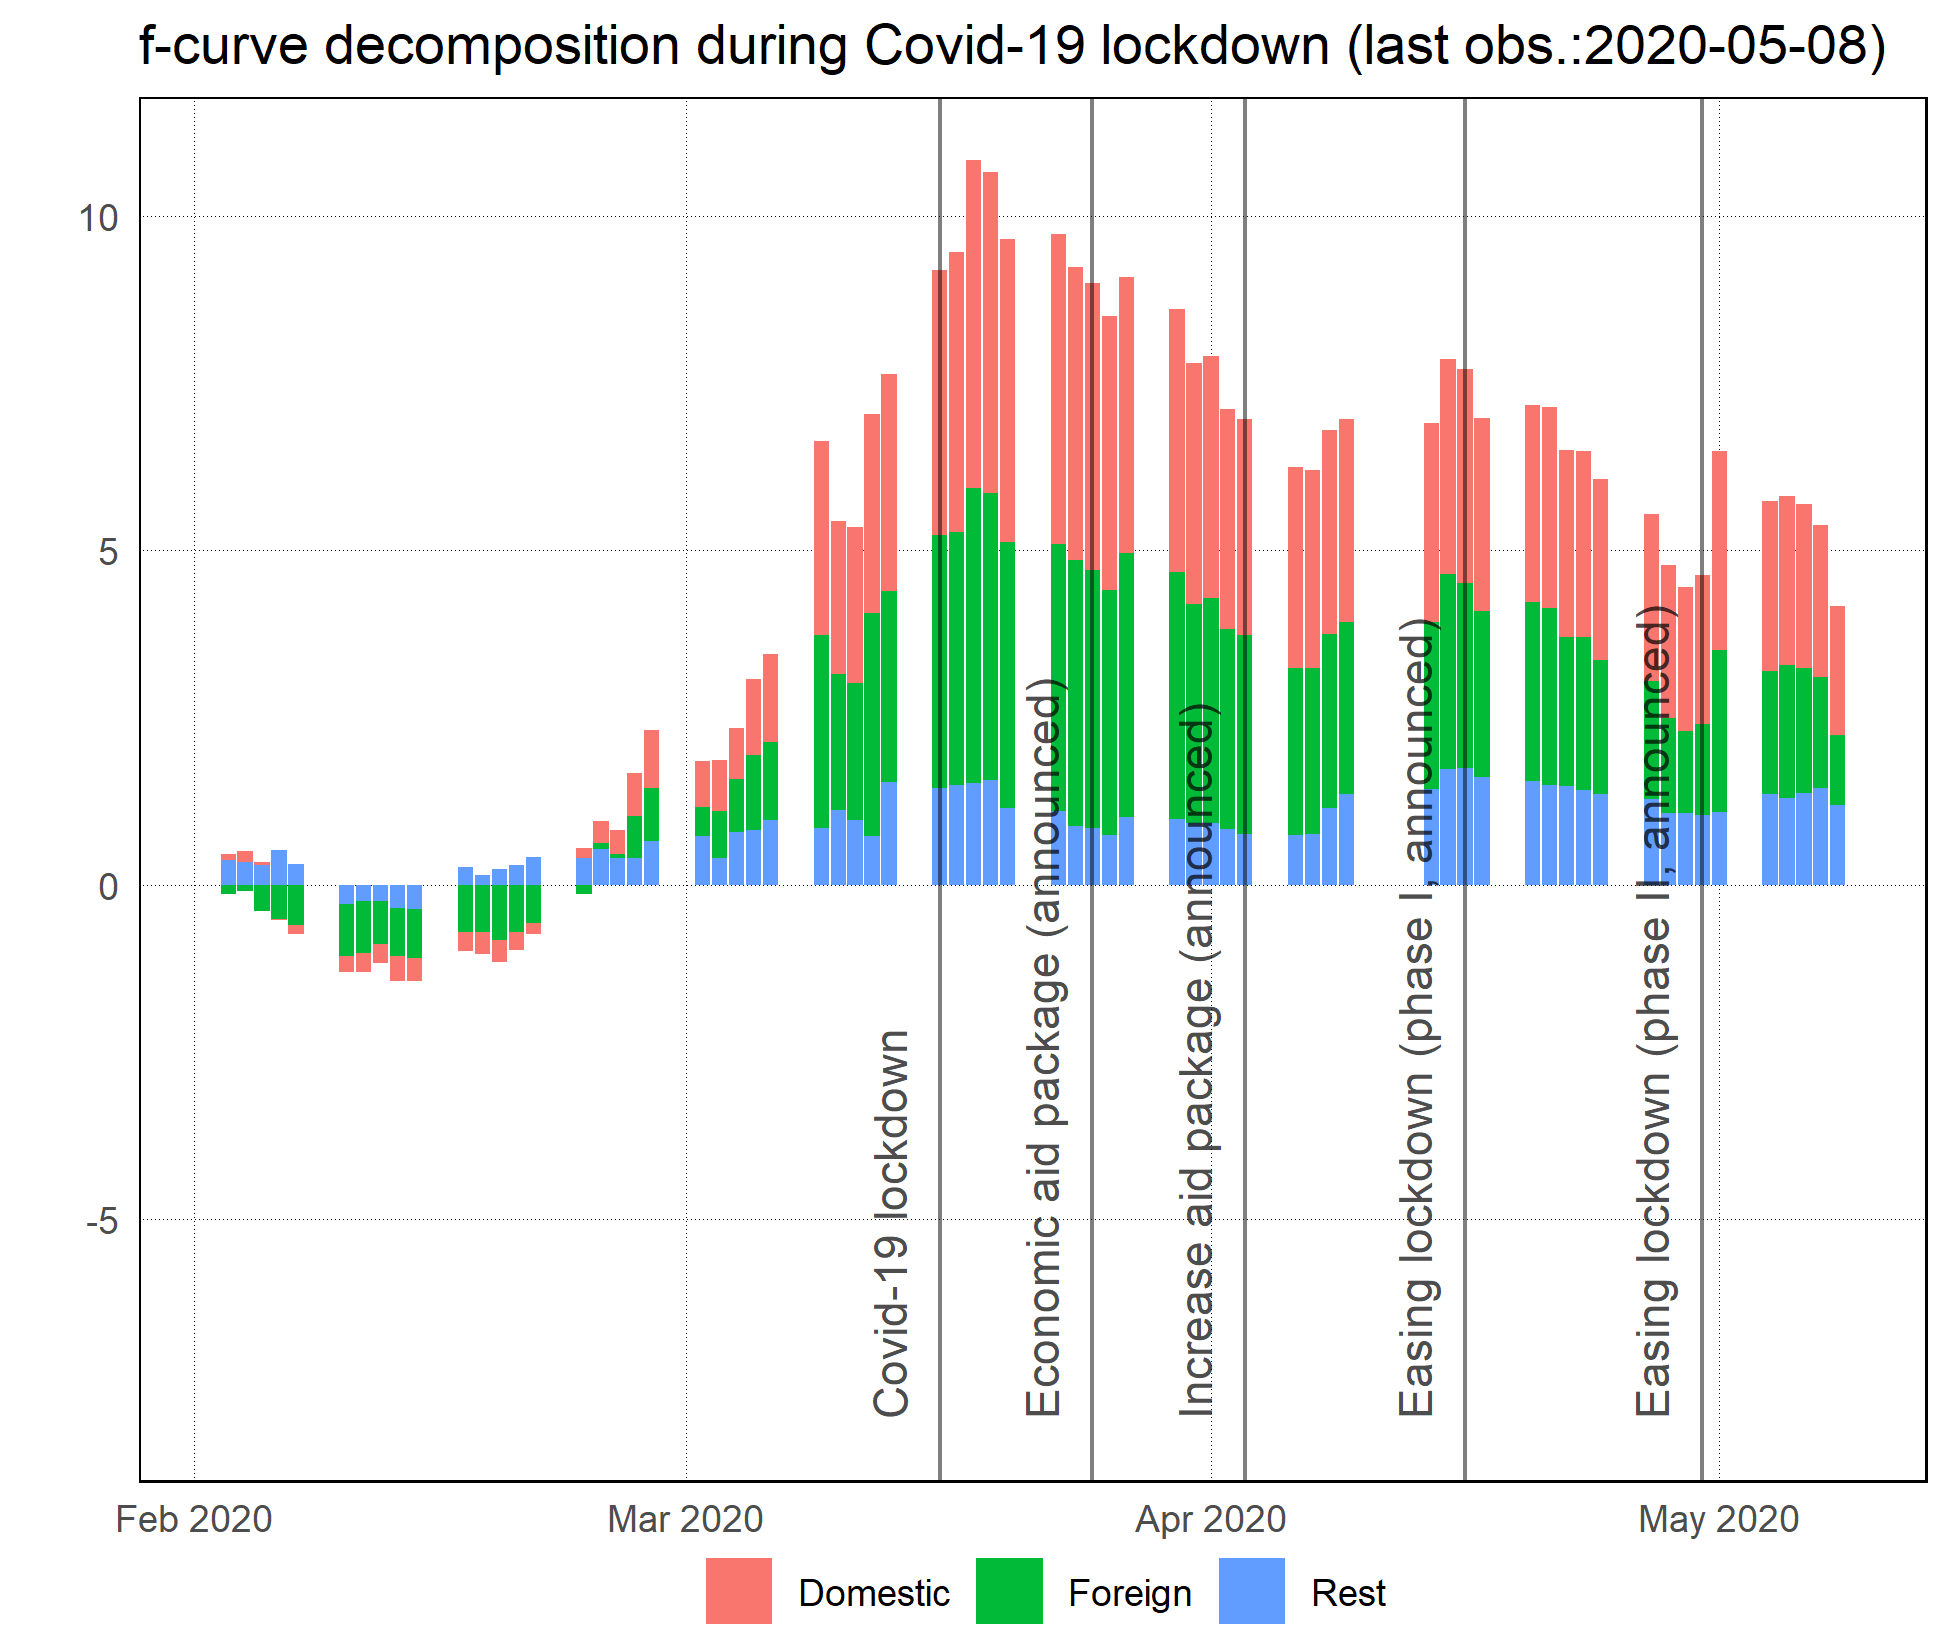 f-curve decomposition during Covid-19 lockdown (last obs.:2020-05-08)
10
5
0
-5
Covid-19 lockdown
Economic aid package (announced)
Increase aid package (announced)
Easing lockdown (phase I, announced)
Easing lockdown (phase II, announced)
Feb 2020
Mar 2020
Apr 2020
May 2020
Domestic
Foreign
Rest